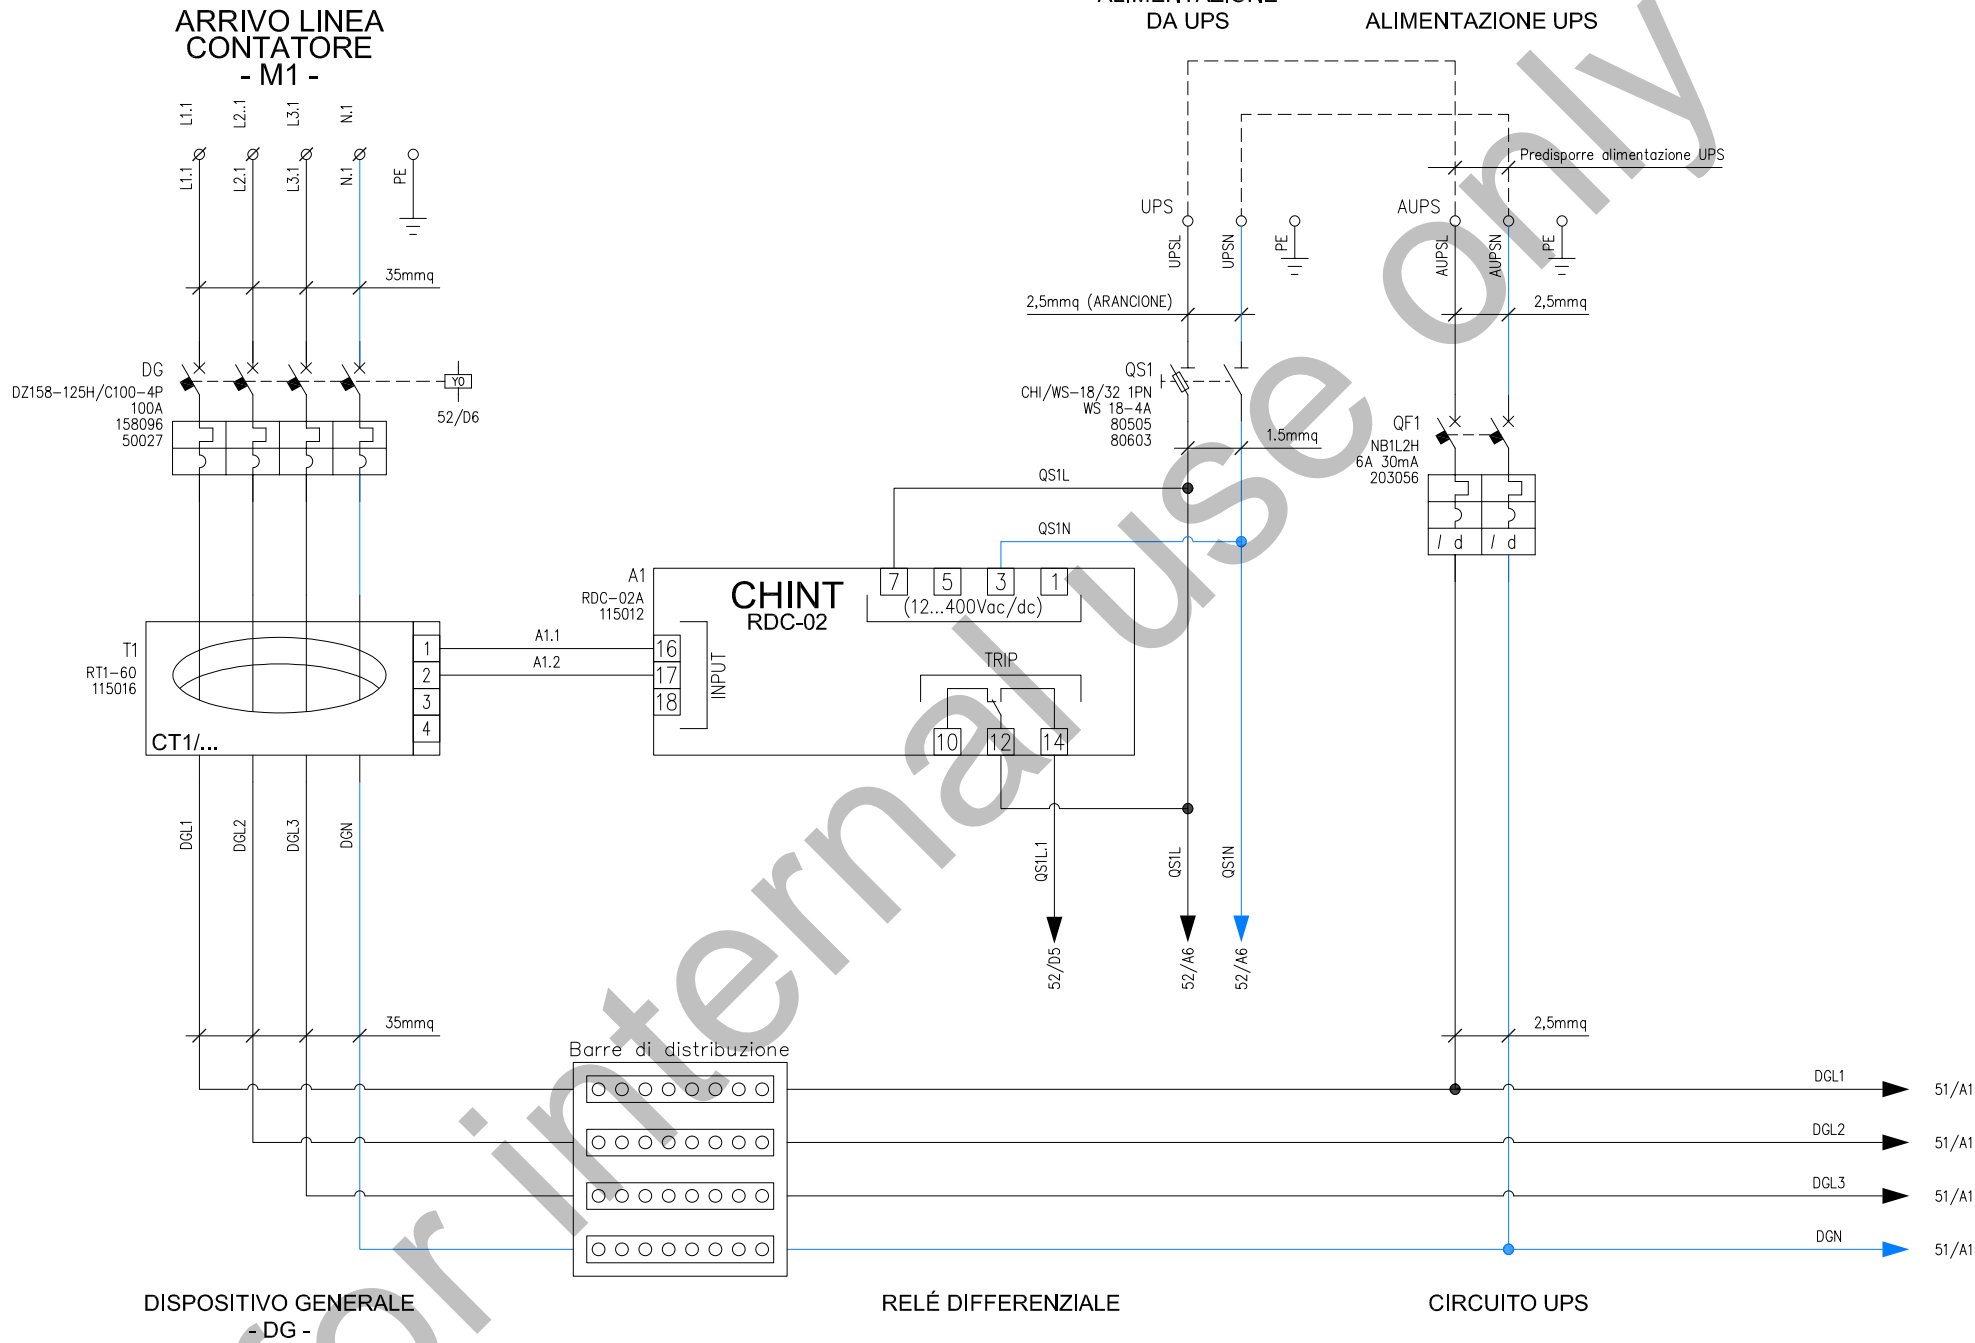 ARRIVO LINEA
CONTATORE
- M1 -
ALIMENTAZIONE
DA UPS
ALIMENTAZIONE UPS
L1.1
L2.1
L3.1
N.1
L1.1
L2.1
L3.1
N.1
PE
Predisporre alimentazione UPS
UPS
UPSL
UPSN
PE
AUPS
AUPSL
AUPSN
PE
35mmq
2,5mmq (ARANCIONE)
2,5mmq
DG
DZ158-125H/C100-4P
100A
158096
50027
Y0
52/D6
QS1
CHI/WS-18/32 1PN
WS 18-4A
80505
80603
1.5mmq
QF1
NB1L2H
6A 30mA
203056
/ d
/ d
QS1L
QS1N
A1
RDC-02A
115012
CHINT
RDC-02
7
5
3
1
(12...400Vac/dc)
T1
RT1-60
115016
CT1/...
1
2
3
4
A1.1
A1.2
16
17
18
INPUT
TRIP
10
12
14
DGL1
DGL2
DGL3
DGN
QS1L.1
QS1L
QS1N
52/D5
52/A6
52/A6
35mmq
2,5mmq
Barre di distribuzione
DGL1
51/A1
DGL2
51/A1
DGL3
51/A1
DGN
51/A1
DISPOSITIVO GENERALE
- DG -
RELÉ DIFFERENZIALE
CIRCUITO UPS
or internal use only